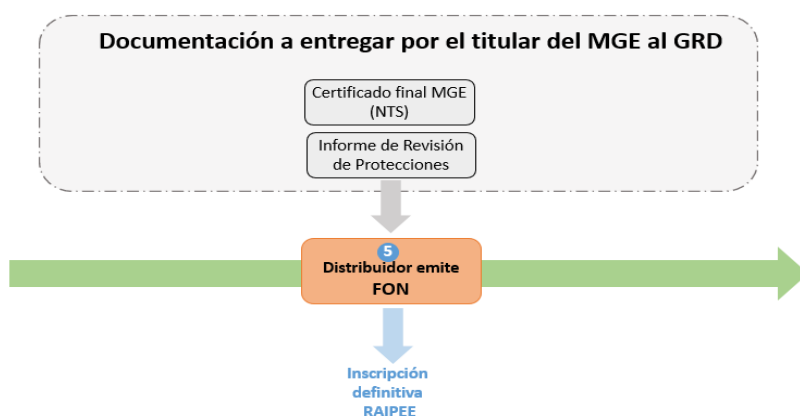 Documentación a entregar por el titular del MGE al GRD
Certificado final MGE
(NTS)
Informe de Revisión
de Protecciones
5
Distribuidor emite
FON
Inscripción
definitiva
RAIPEE